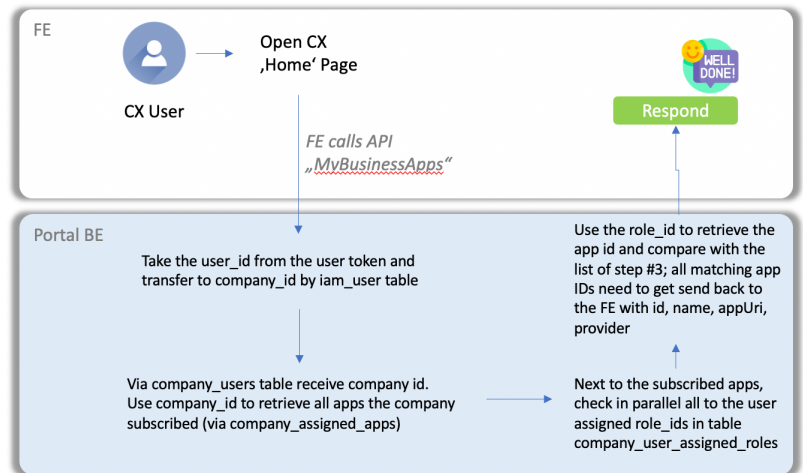 FE
CX User
Open CX
‚Home‘ Page
FE calls API
„MvBusinessApps“
WELL
DONE!
Respond
Portal BE
Take the user_id from the user token and
transfer to company_id by iam_user table
Via company_users table receive company id.
Use company_id to retrieve all apps the company
subscribed (via company_assigned_apps)
Next to the subscribed apps,
check in parallel all to the user
assigned role_ids in table
company_user_assigned_roles
Use the role_id to retrieve the
app id and compare with the
list of step #3; all matching app
IDs need to get send back to
the FE with id, name, appUri,
provider